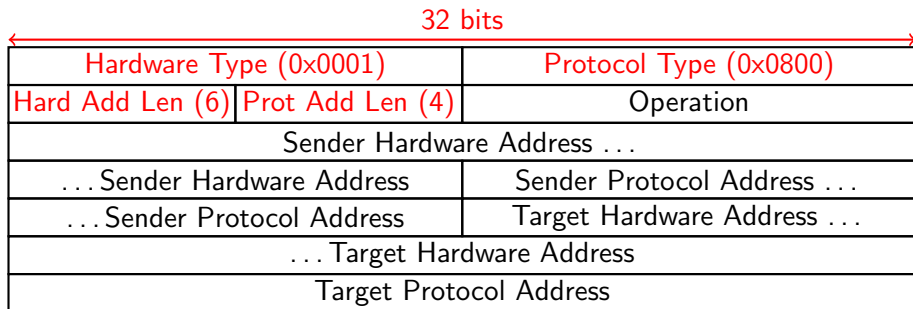 32 bits
Hardware Type (0x0001) Protocol Type (0x0800)
Hard Add Len (6) Prot Add Len (4) Operation
Sender Hardware Address ...
... Sender Hardware Address Sender Protocol Address ...
... Sender Protocol Address Target Hardware Address ...
... Target Hardware Address
Target Protocol Address